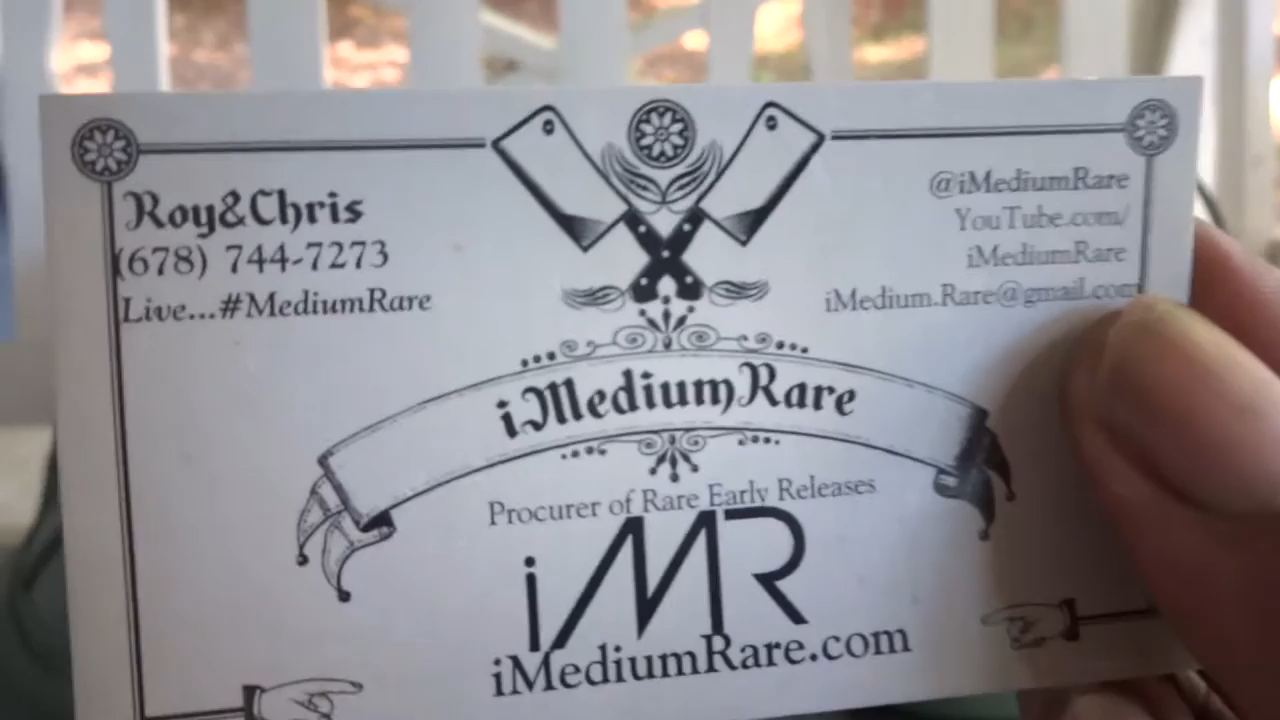 Roy&Chris
(678) 744-7273
Live...#MediumRare
@iMediumRare
YouTube.com/
iMediumRare
iMedium.Rare@gmail.com
iMediumRare
Procurer of Rare Early Releases
iMR
iMediumRare.com